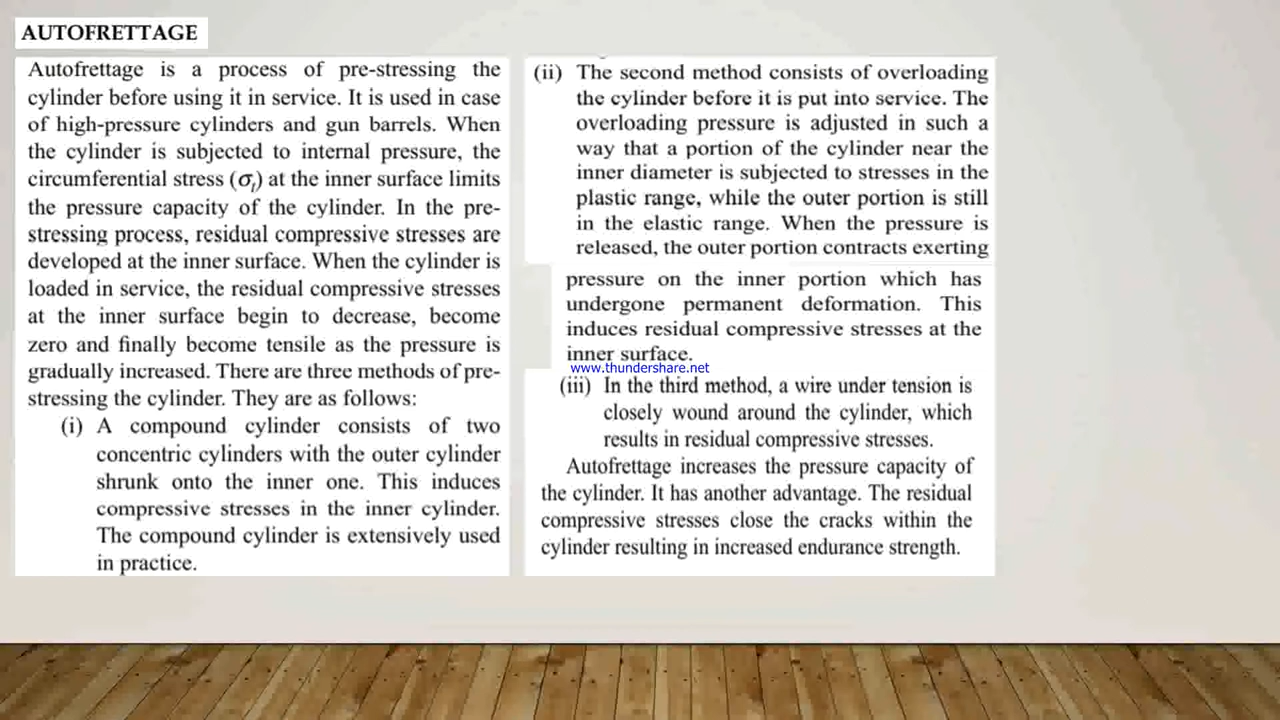 AUTOFRETTAGE
Autofrettage is a process of pre-stressing the
cylinder before using it in service. It is used in case
of high-pressure cylinders and gun barrels. When
the cylinder is subjected to internal pressure, the
circumferential stress (σt) at the inner surface limits
the pressure capacity of the cylinder. In the pre-
stressing process, residual compressive stresses are
developed at the inner surface. When the cylinder is
loaded in service, the residual compressive stresses
at the inner surface begin to decrease, become
zero and finally become tensile as the pressure is
gradually increased. There are three methods of pre-
stressing the cylinder. They are as follows:
(i) A compound cylinder consists of two
concentric cylinders with the outer cylinder
shrunk onto the inner one. This induces
compressive stresses in the inner cylinder.
The compound cylinder is extensively used
in practice.
(ii) The second method consists of overloading
the cylinder before it is put into service. The
overloading pressure is adjusted in such a
way that a portion of the cylinder near the
inner diameter is subjected to stresses in the
plastic range, while the outer portion is still
in the elastic range. When the pressure is
released, the outer portion contracts exerting
pressure on the inner portion which has
undergone permanent deformation. This
induces residual compressive stresses at the
inner surface.
www.thundershare.net
(iii) In the third method, a wire under tension is
closely wound around the cylinder, which
results in residual compressive stresses.
Autofrettage increases the pressure capacity of
the cylinder. It has another advantage. The residual
compressive stresses close the cracks within the
cylinder resulting in increased endurance strength.